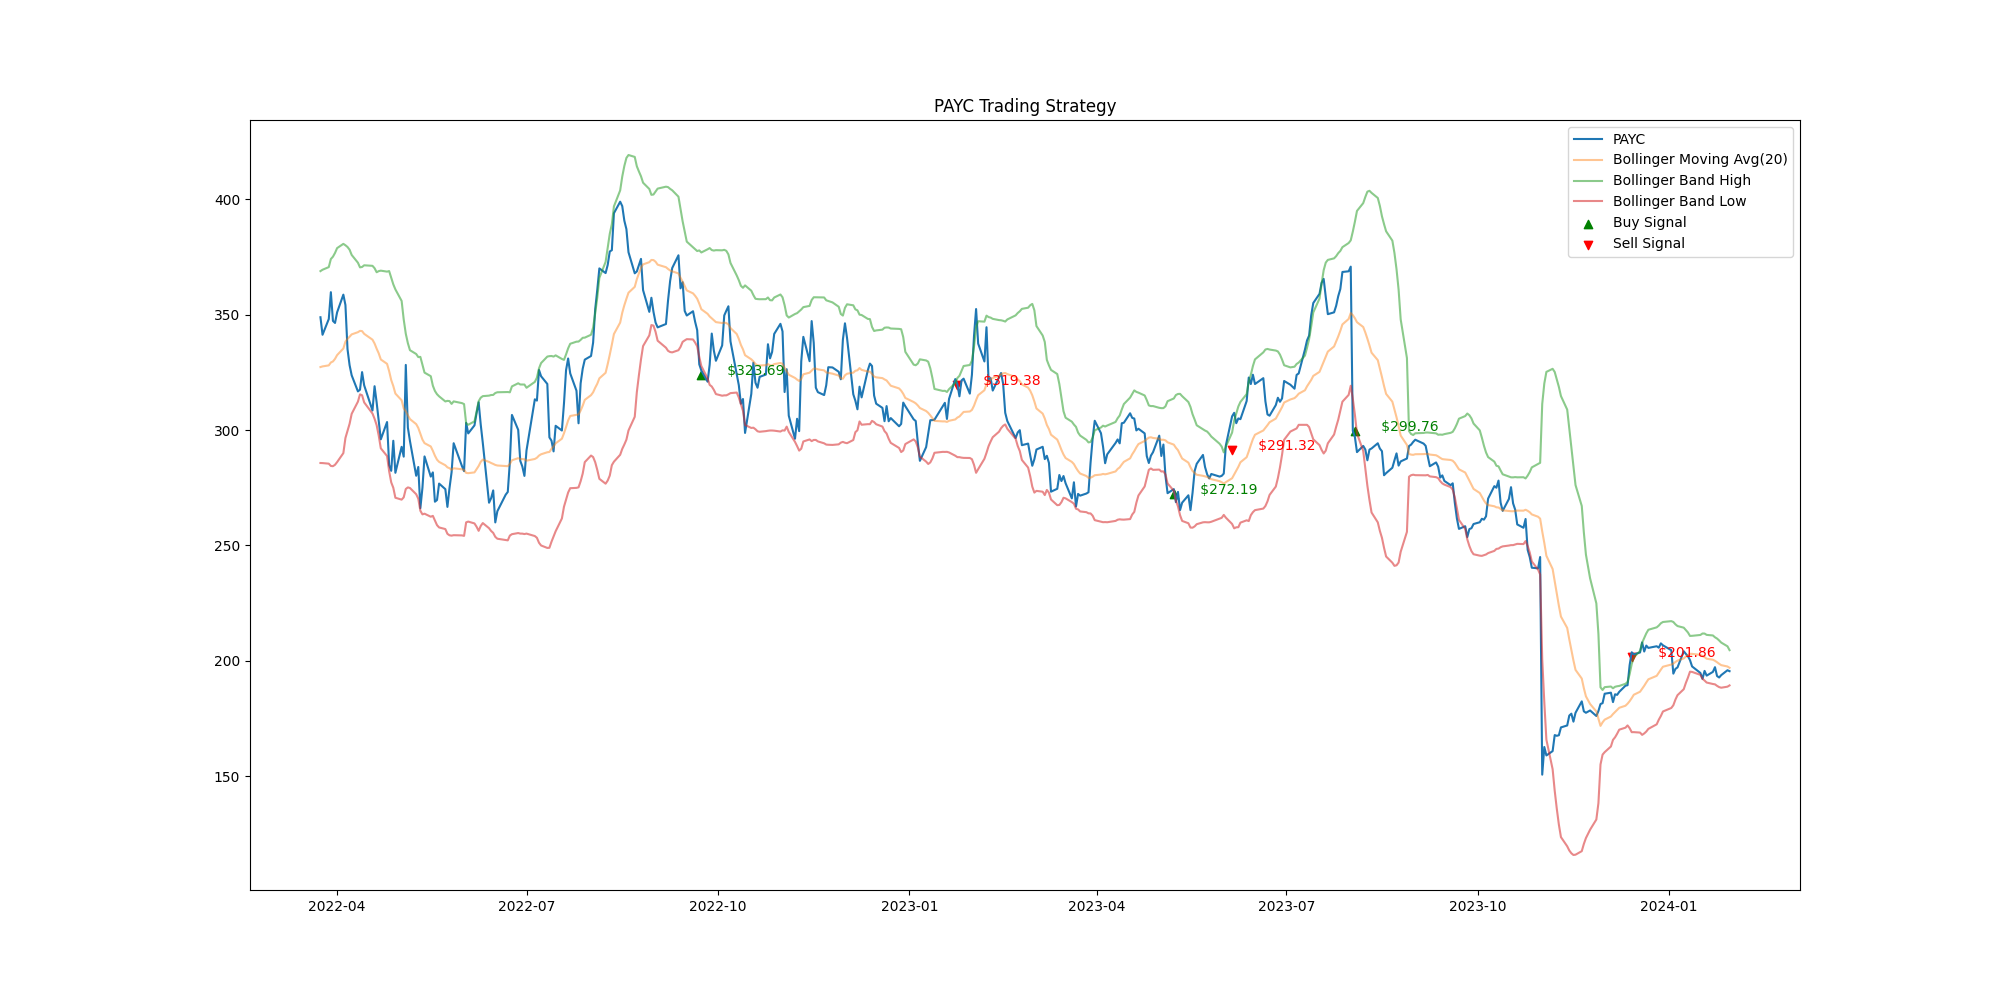 PAYC Trading Strategy
PAYC
Bollinger Moving Avg(20)
Bollinger Band High
Bollinger Band Low
Buy Signal
Sell Signal
400
350
300
250
200
150
$323.69
$319.38
$272.19
$291.32
$299.76
$201.86
2022-04
2022-07
2022-10
2023-01
2023-04
2023-07
2023-10
2024-01